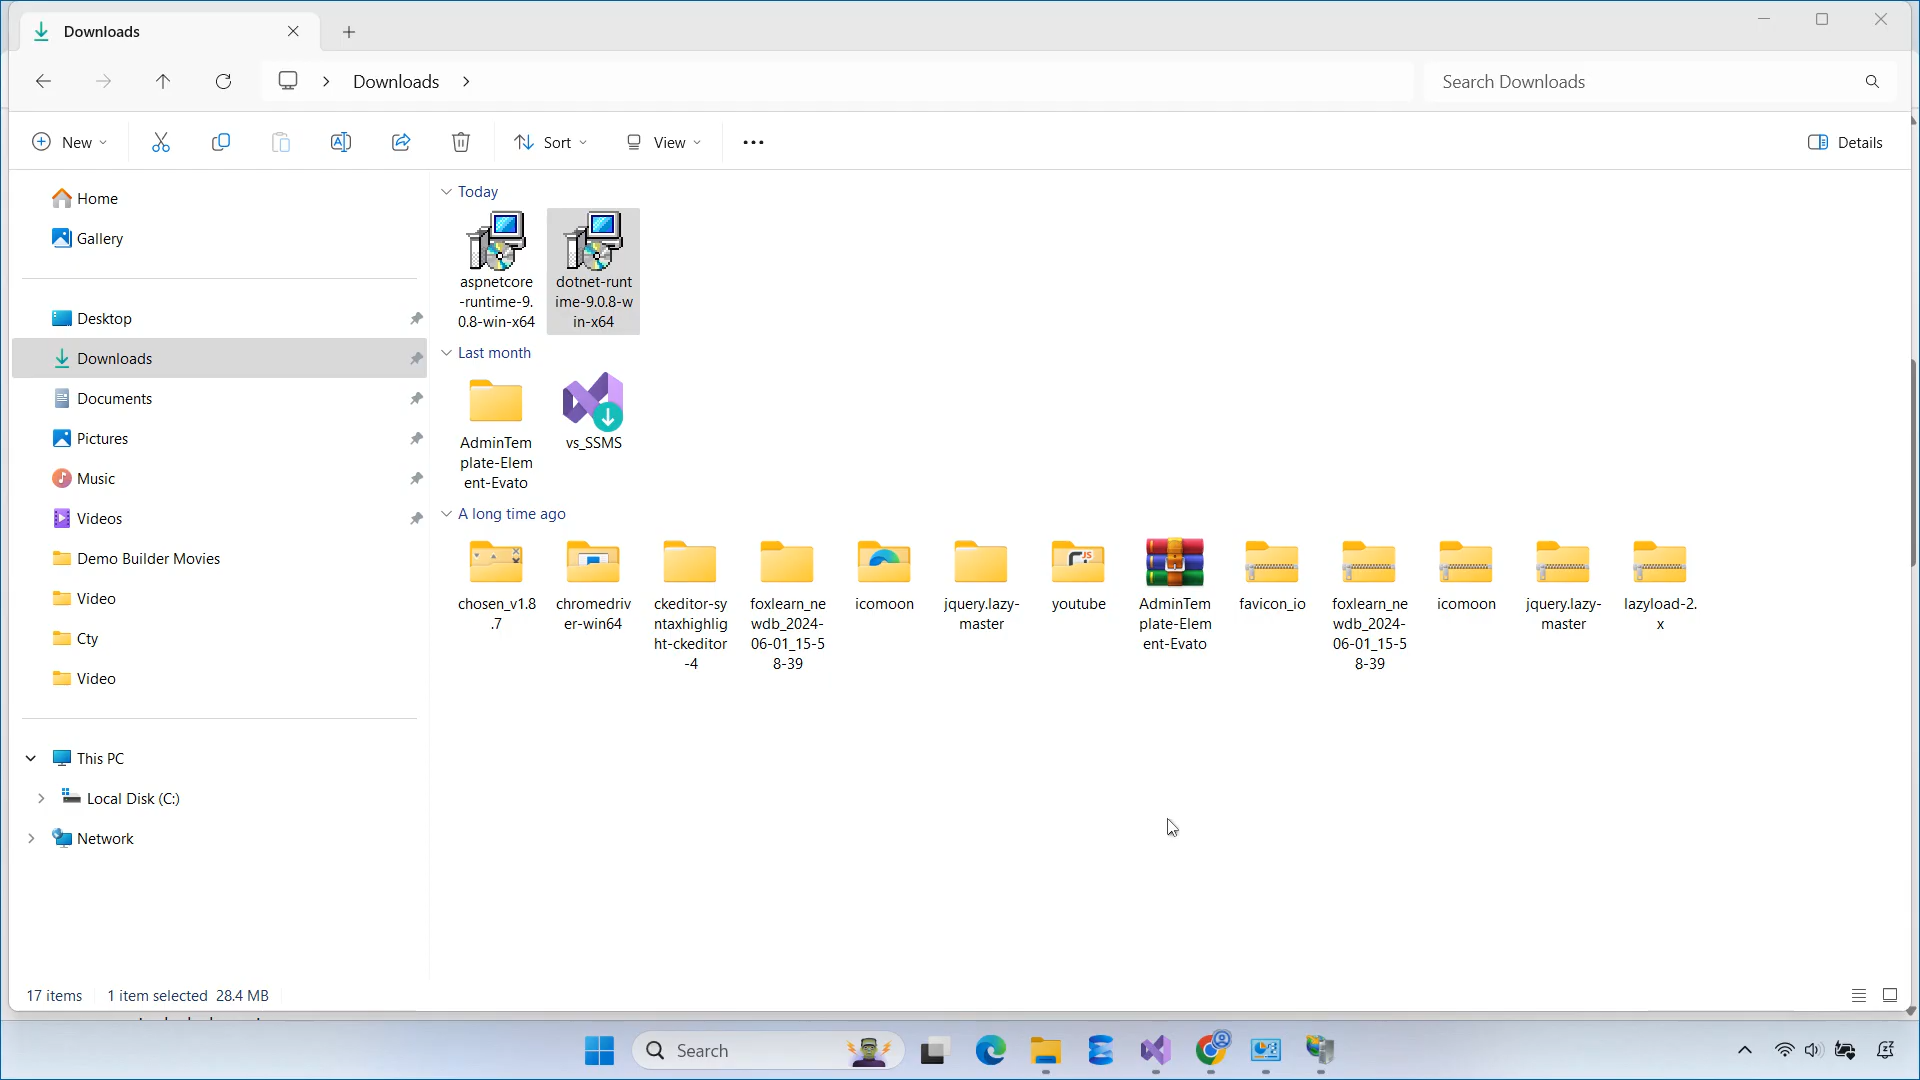 Downloads
Downloads
Search Downloads
New
Sort
View
Details
Home
Gallery
Desktop
Downloads
Documents
Pictures
Music
Videos
Demo Builder Movies
Video
Cty
Video
This PC
Local Disk (C:)
Network
Today
aspnetcore
-runtime-9.
0.8-win-x64
dotnet-runt
ime-9.0.8-w
in-x64
Last month
AdminTem
plate-Elem
ent-Evato
vs_SSMS
A long time ago
chosen_v1.8
.7
chromedriv
er-win64
ckeditor-sy
ntaxhighlig
ht-ckeditor
-4
foxlearn_ne
wdb_2024-
06-01_15-5
8-39
icomoon
jquery.lazy-
master
youtube
AdminTem
plate-Elem
ent-Evato
favicon_io
foxlearn_ne
wdb_2024-
06-01_15-5
8-39
icomoon
jquery.lazy-
master
lazyload-2.
x
17 items
1 item selected 28.4 MB
Search